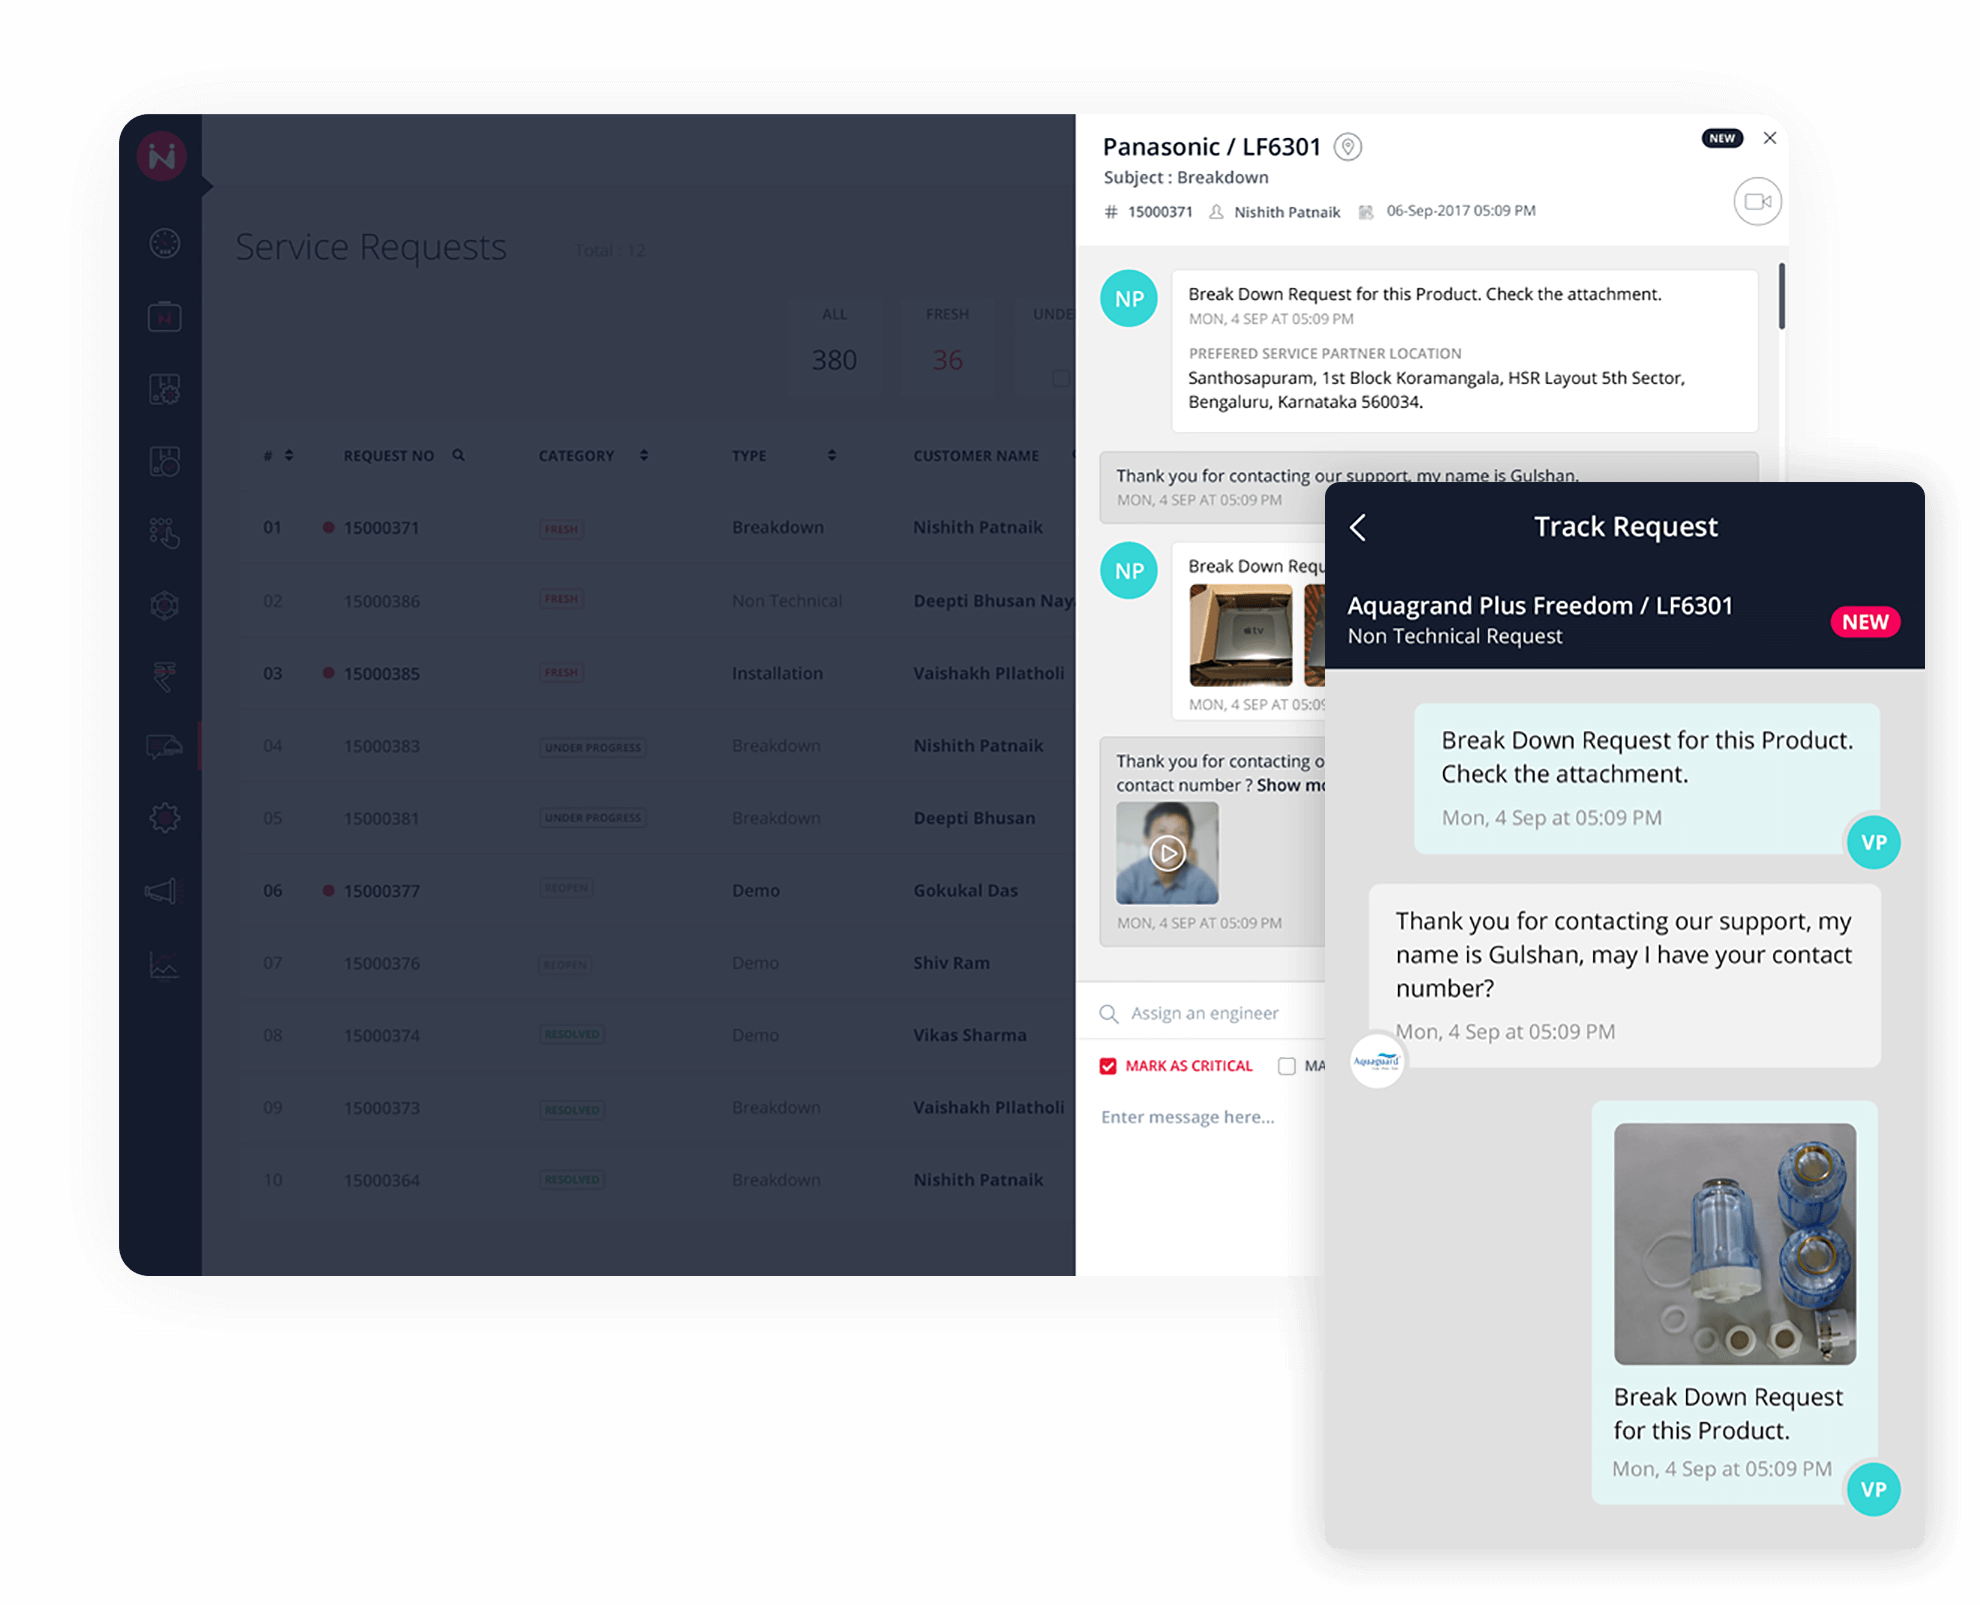 Service Requests
Total : 12
ALL
380
FRESH
36
UNDE
#
REQUEST NO
CATEGORY
TYPE
CUSTOMER NAME
01 15000371 FRESH Breakdown Nishith Patnaik
02 15000386 FRESH Non Technical Deepti Bhusan Nay
03 15000385 FRESH Installation Vaishakh Pllatholi
04 15000383 UNDER PROGRESS Breakdown Nishith Patnaik
05 15000381 UNDER PROGRESS Breakdown Deepti Bhusan
06 15000377 REOPEN Demo Gokukal Das
07 15000376 REOPEN Demo Shiv Ram
08 15000374 RESOLVED Demo Vikas Sharma
09 15000373 RESOLVED Breakdown Vaishakh Pllatholi
10 15000364 RESOLVED Breakdown Nishith Patnaik
Panasonic / LF6301
NEW
Subject : Breakdown
# 15000371 Nishith Patnaik 06-Sep-2017 05:09 PM
NP
Break Down Request for this Product. Check the attachment.
MON, 4 SEP AT 05:09 PM
PREFERED SERVICE PARTNER LOCATION
Santhosapuram, 1st Block Koramangala, HSR Layout 5th Sector,
Bengaluru, Karnataka 560034.
Thank you for contacting our support, my name is Gulshan.
MON, 4 SEP AT 05:09 PM
NP
Break Down Requ
tv
MON, 4 SEP AT 05:09
Thank you for contacting o
contact number ? Show mo
MON, 4 SEP AT 05:09 PM
Assign an engineer
MARK AS CRITICAL
MA
Enter message here...
Track Request
Aquagrand Plus Freedom / LF6301
Non Technical Request
NEW
Break Down Request for this Product.
Check the attachment.
Mon, 4 Sep at 05:09 PM
VP
Thank you for contacting our support, my
name is Gulshan, may I have your contact
number?
Mon, 4 Sep at 05:09 PM
Aquaguard
Break Down Request
for this Product.
Mon, 4 Sep at 05:09 PM
VP